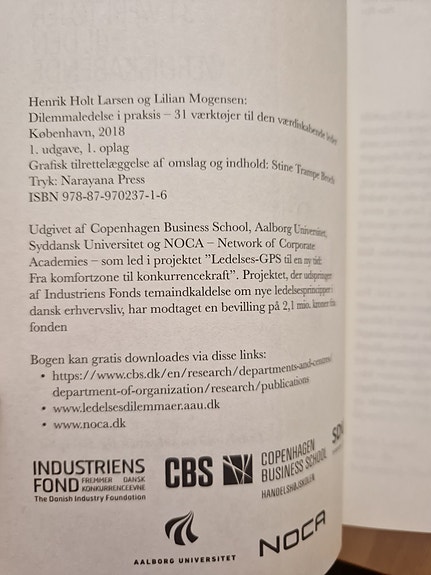 Henrik Holt Larsen og Lilian Mogensen:
Dilemmaledelse i praksis – 31 værktøjer til den værdiskabende leder
København, 2018
1. udgave, 1. oplag
Grafisk tilrettelæggelse af omslag og indhold: Stine Trampe
Tryk: Narayana Press
ISBN 978-87-970237-1-6
Udgivet af Copenhagen Business School, Aalborg Universitet,
Syddansk Universitet og NOCA – Network of Corporate
Academies – som led i projektet ”Ledelses-GPS til en ny tid:
Fra komfortzone til konkurrencekraft”. Projektet, der udspringer
af Industriens Fonds temaindkaldelse om nye ledelsesprincipper i
dansk erhvervsliv, har modtaget en bevilling på 2,1 mio. kroner fra
fonden
Bogen kan gratis downloades via disse links:
• https://www.cbs.dk/en/research/departments-and-centres/
department-of-organization/research/publications
• www.ledelsesdilemmaer.aau.dk
• www.noca.dk
INDUSTRIENS
FOND FREMMER DANSK
KONKURRENCEEVNE
The Danish Industry Foundation
CBS COPENHAGEN
BUSINESS SCHOOL
HANDELSHØJSKOLEN
SDU
AALBORG UNIVERSITET
NOCA